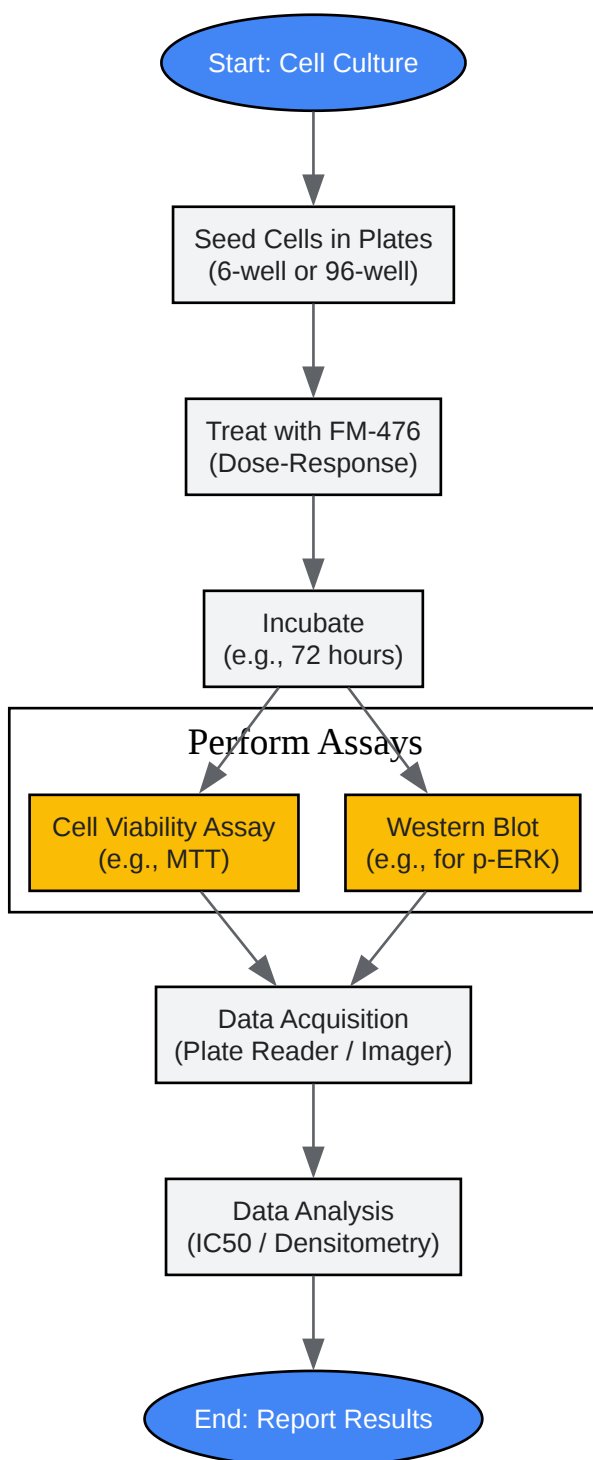 Start: Cell Culture
Seed Cells in Plates
(6-well or 96-well)
Treat with FM-476
(Dose-Response)
Incubate
(e.g., 72 hours)
Perform Assays
Cell Viability Assay
(e.g., MTT)
Western Blot
(e.g., for p-ERK)
Data Acquisition
(Plate Reader / Imager)
Data Analysis
(IC50 / Densitometry)
End: Report Results